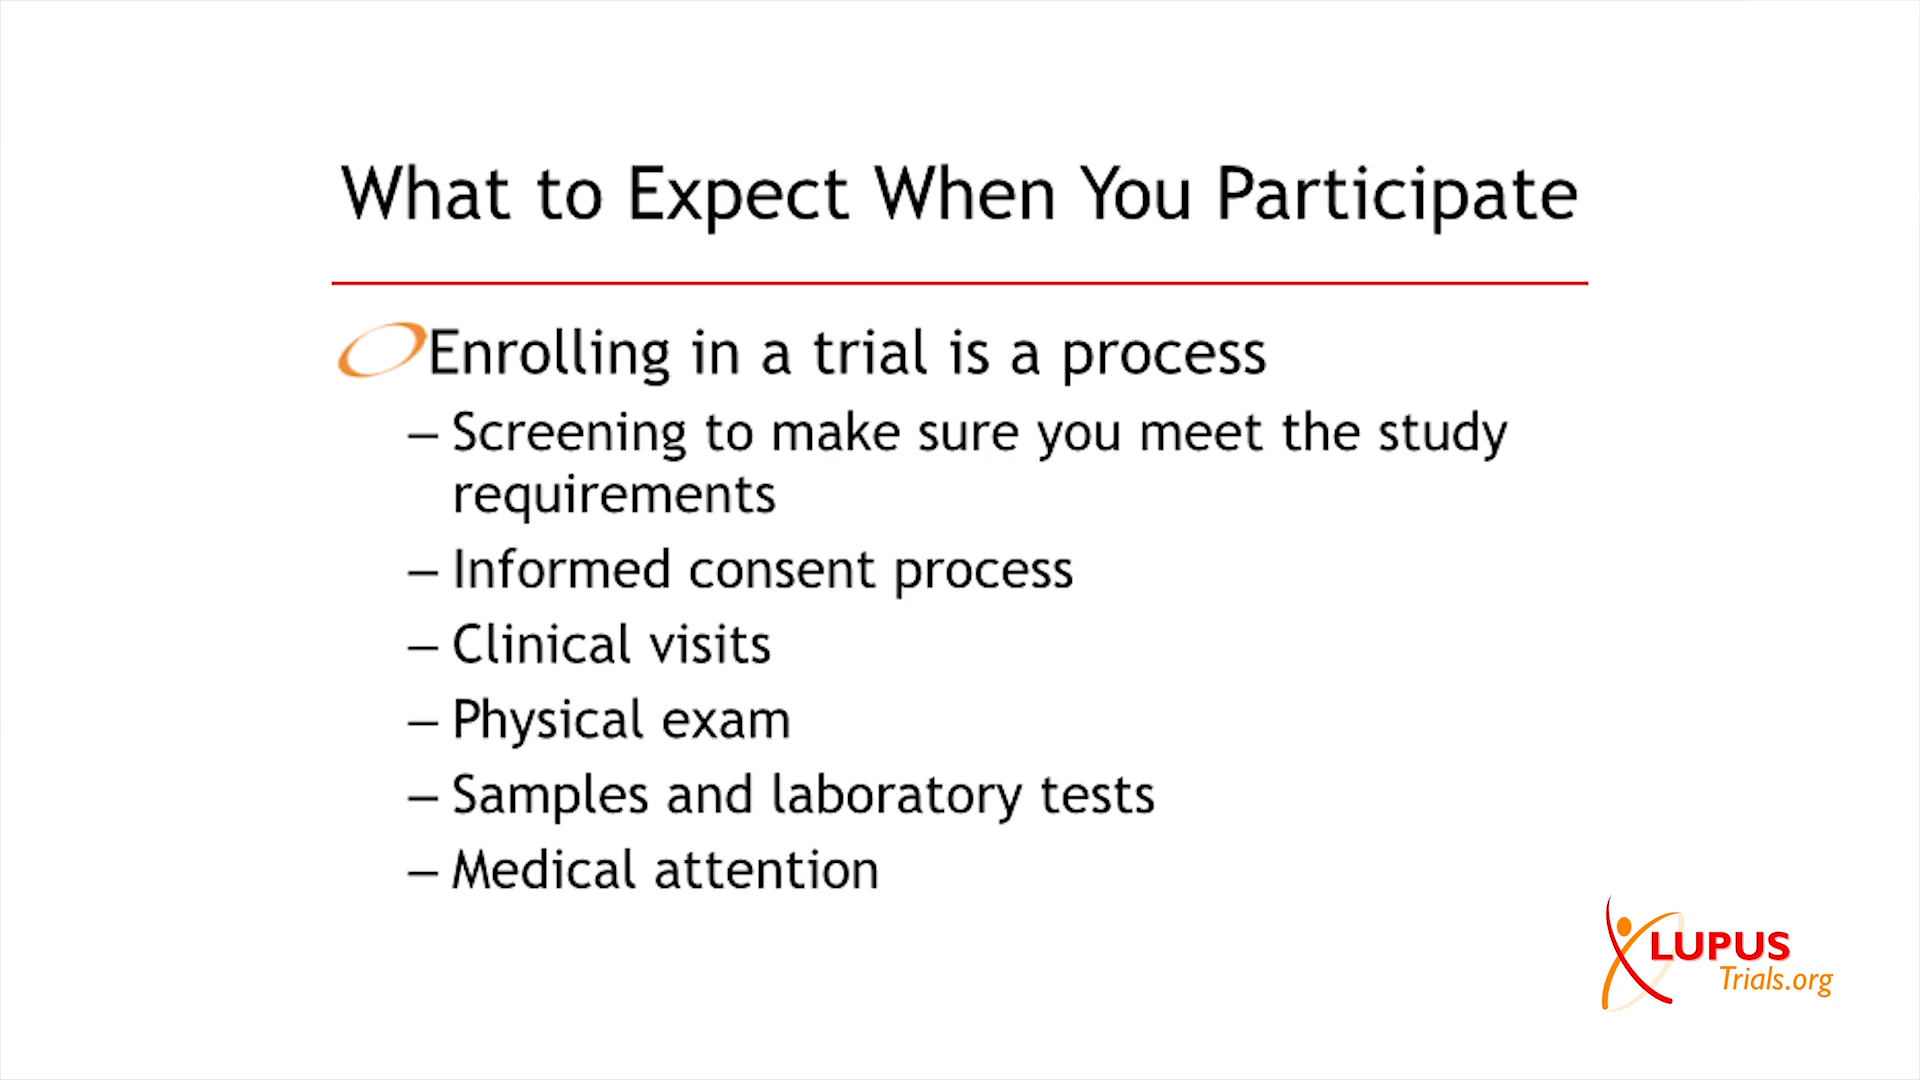 What to Expect When You Participate
Enrolling in a trial is a process
– Screening to make sure you meet the study
requirements
– Informed consent process
– Clinical visits
– Physical exam
– Samples and laboratory tests
– Medical attention
LUPUS
Trials.org